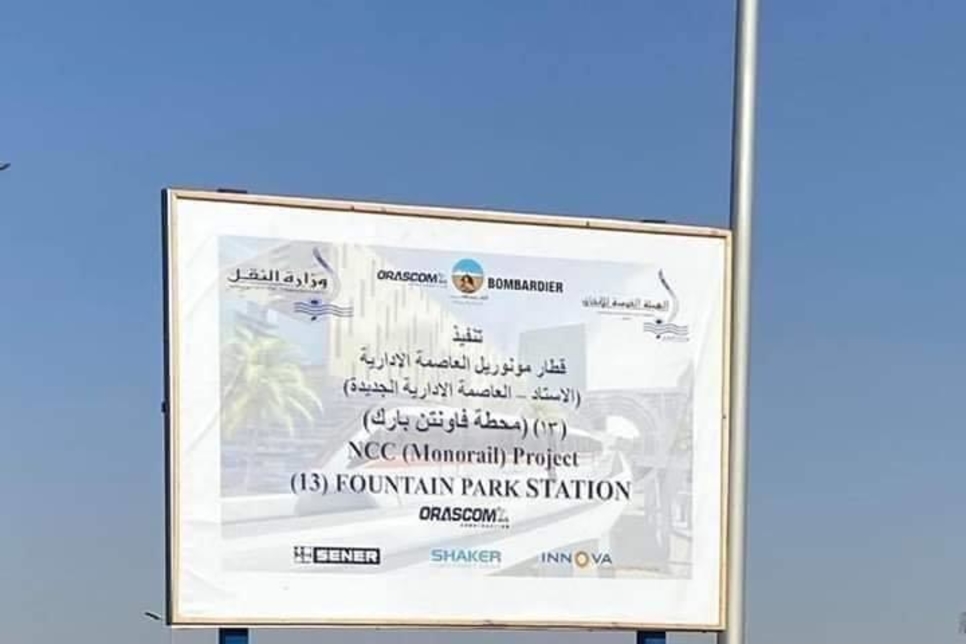 وزارة النقل
ORASCOM
BOMBARDIER
الهيئة القومية للأنفاق
تنفيذ
قطار مونوريل العاصمة الادارية
(الاستاد – العاصمة الادارية الجديدة)
(١٣) (محطة فاونتن بارك)
NCC (Monorail) Project
(13) FOUNTAIN PARK STATION
ORASCOM
CONSTRUCTION
SENER
SHAKER
INNOVA